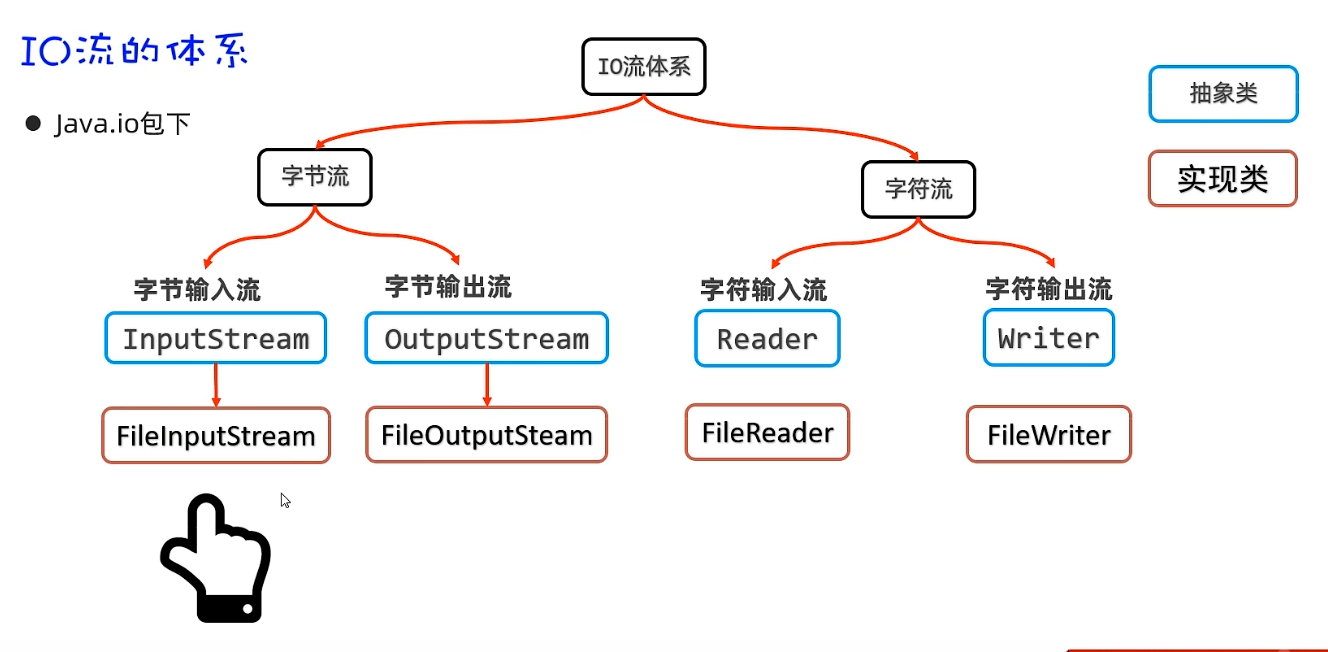 IO流的体系
IO流体系
抽象类
● Java.io包下
字节流
字符流
实现类
字节输入流
字节输出流
字符输入流
字符输出流
InputStream
OutputStream
Reader
Writer
FileInputStream
FileOutputSteam
FileReader
FileWriter